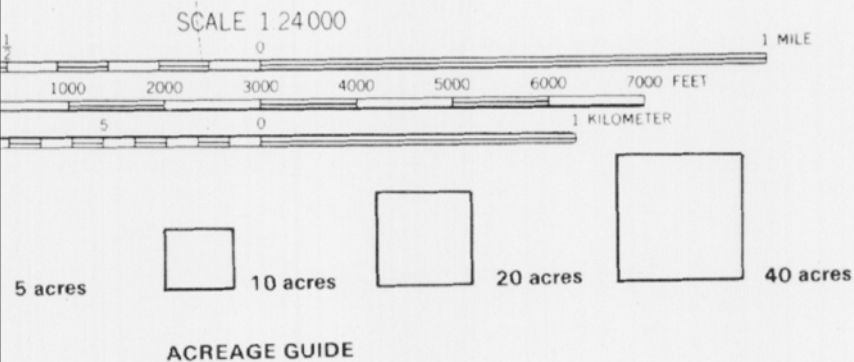 SCALE 1 24 000
1/2 0 1 MILE
1000 2000 3000 4000 5000 6000 7000 FEET
5 0 1 KILOMETER
5 acres 10 acres 20 acres 40 acres
ACREAGE GUIDE